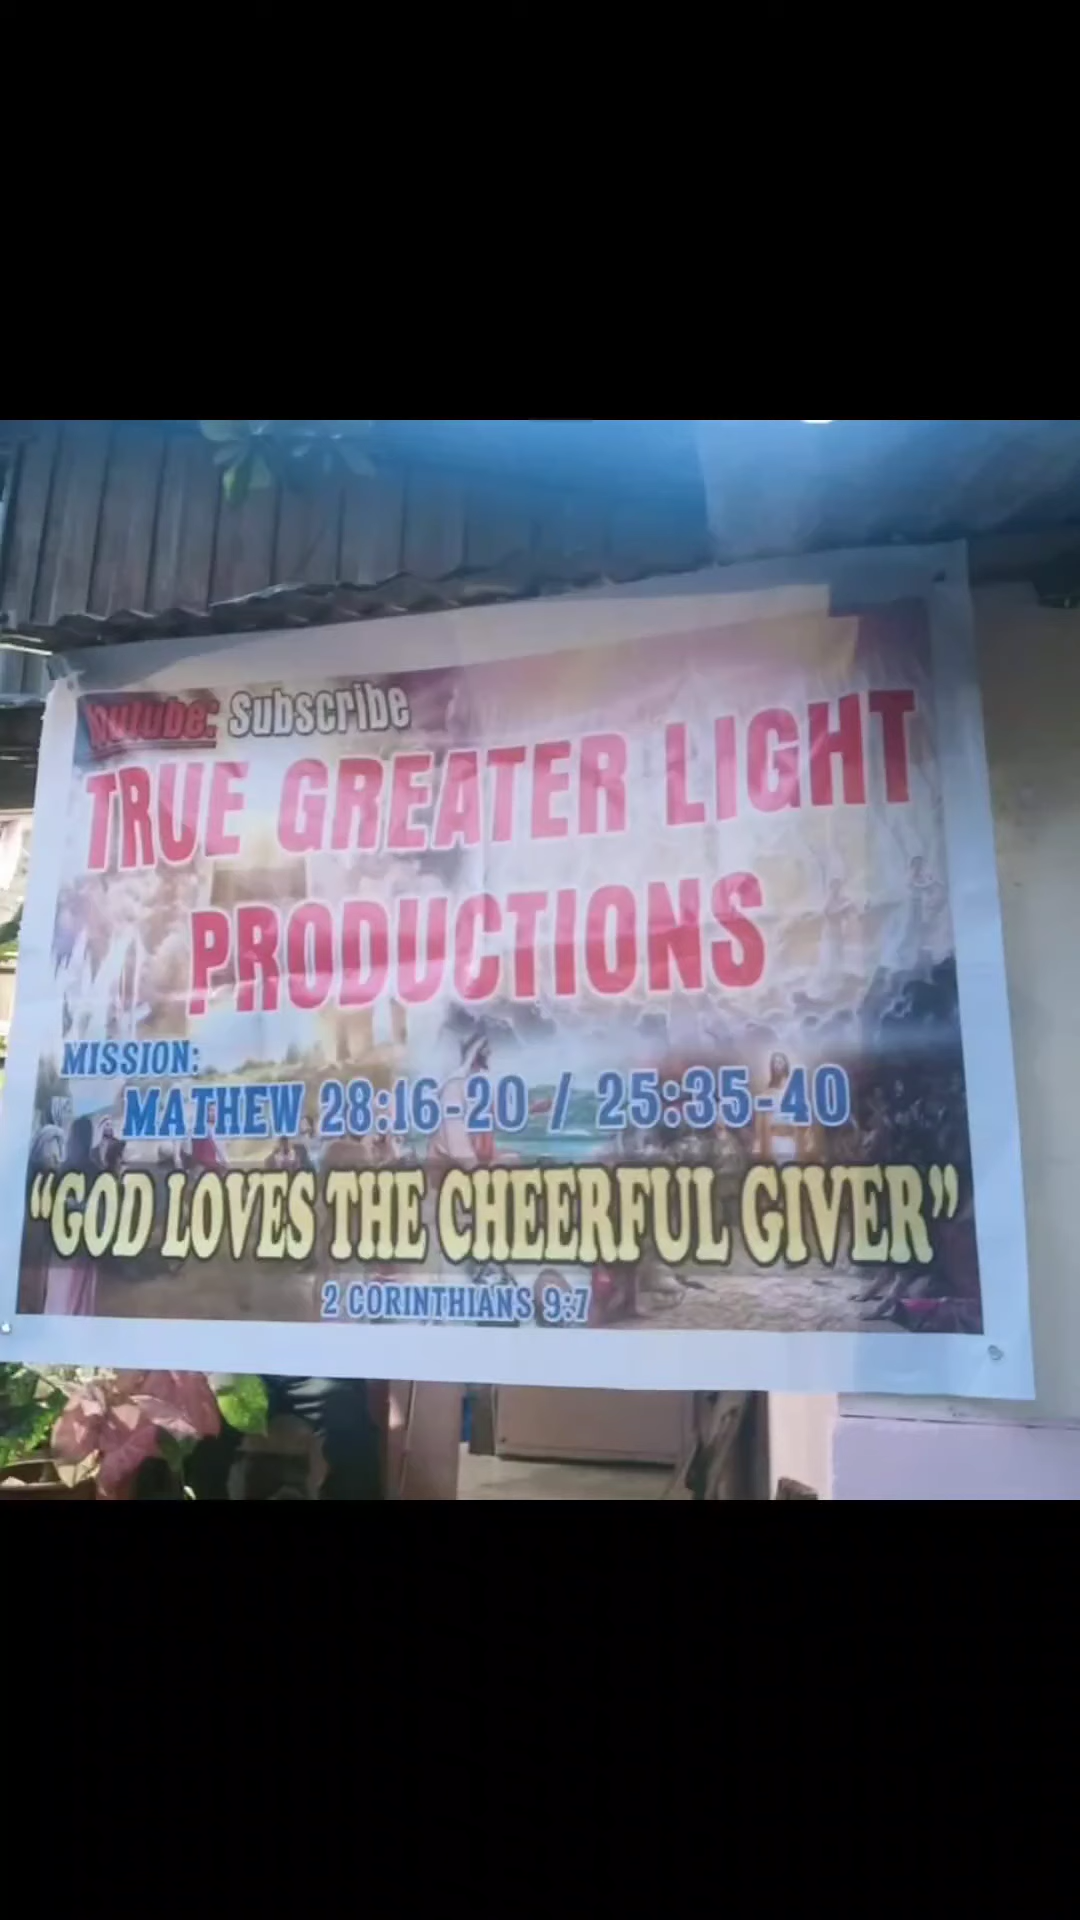 Youtube: Subscribe
TRUE GREATER LIGHT
PRODUCTIONS
MISSION:
MATHEW 28:16-20 / 25:35-40
"GOD LOVES THE CHEERFUL GIVER"
2 CORINTHIANS 9:7